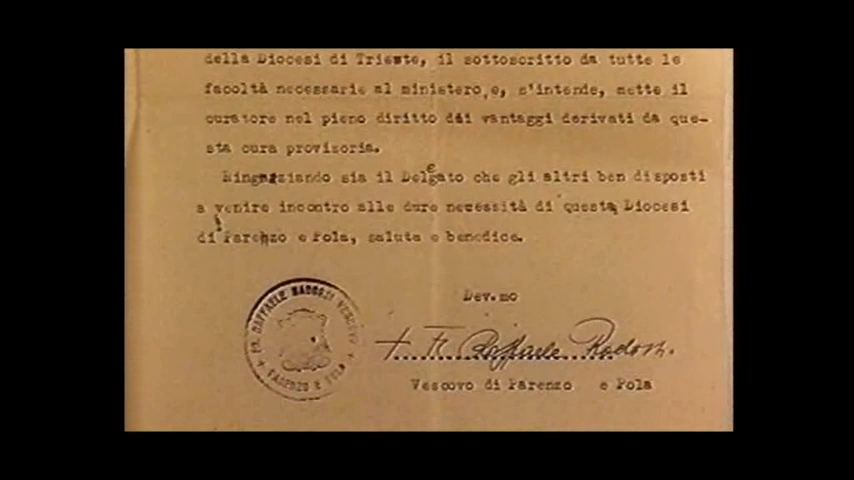 della Diocesi di Trieste, il sottoscritto da tutte le
facoltà necessarie al ministero e, s'intende, mette il
curatore nel pieno diritto dei vantaggi derivati da que-
sta cura provvisoria.
Ringraziando sia il Delegato che gli altri ben disposti
a venire incontro alle dure necessità di questa Diocesi
di Parenzo e Pola, saluta e benedice.
Dev.mo
+ Fr. Raffaele Radossi.
Vescovo di Parenzo e Pola
FR. RAFFAELE RADOSSI VESCOVO
+ PARENZO E POLA +